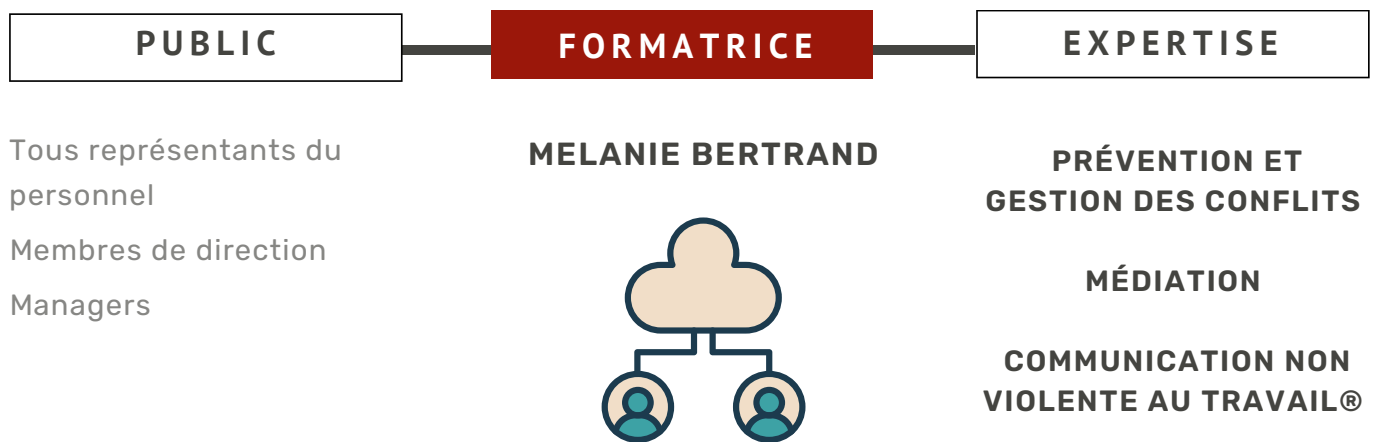 PUBLIC
FORMATRICE
EXPERTISE
Tous représentants du
personnel
Membres de direction
Managers
MELANIE BERTRAND
PRÉVENTION ET
GESTION DES CONFLITS
MÉDIATION
COMMUNICATION NON
VIOLENTE AU TRAVAIL®